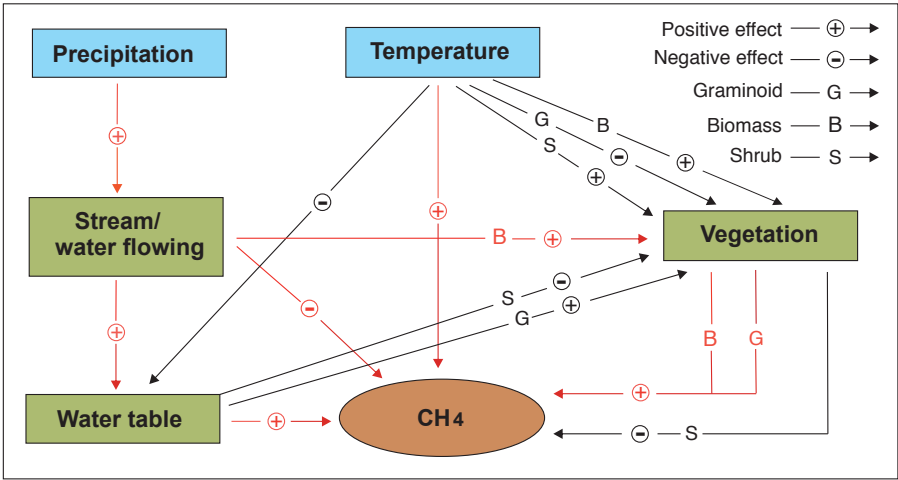 Precipitation
Temperature
Positive effect +
Negative effect −
Graminoid G
Biomass B
Shrub S
+
G
B
S
−
+
+
−
+
Stream/
water flowing
Vegetation
B +
−
S −
G +
+
B
G
Water table
+
CH4
+
− S